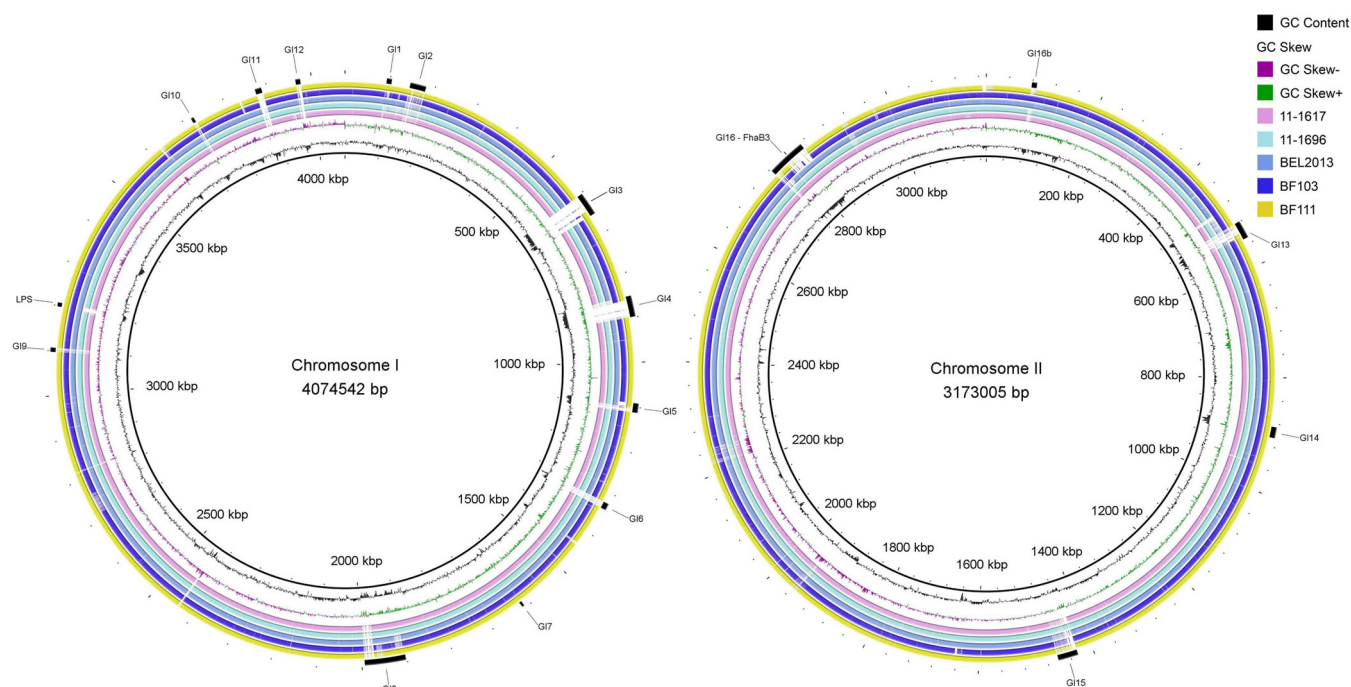 GI12
GI1
GI11
GI2
GI10
4000 kbp
GI3
500 kbp
3500 kbp
LPS
GI4
GI9
Chromosome I
4074542 bp
1000 kbp
3000 kbp
GI5
1500 kbp
GI6
2500 kbp
2000 kbp
GI7
GI16b
GI16 - FhaB3
3000 kbp
200 kbp
2800 kbp
400 kbp
GI13
2600 kbp
600 kbp
2400 kbp
Chromosome II
3173005 bp
800 kbp
2200 kbp
1000 kbp
GI14
2000 kbp
1200 kbp
1800 kbp
1400 kbp
1600 kbp
GI15
GC Content
GC Skew
GC Skew-
GC Skew+
11-1617
11-1696
BEL2013
BF103
BF111